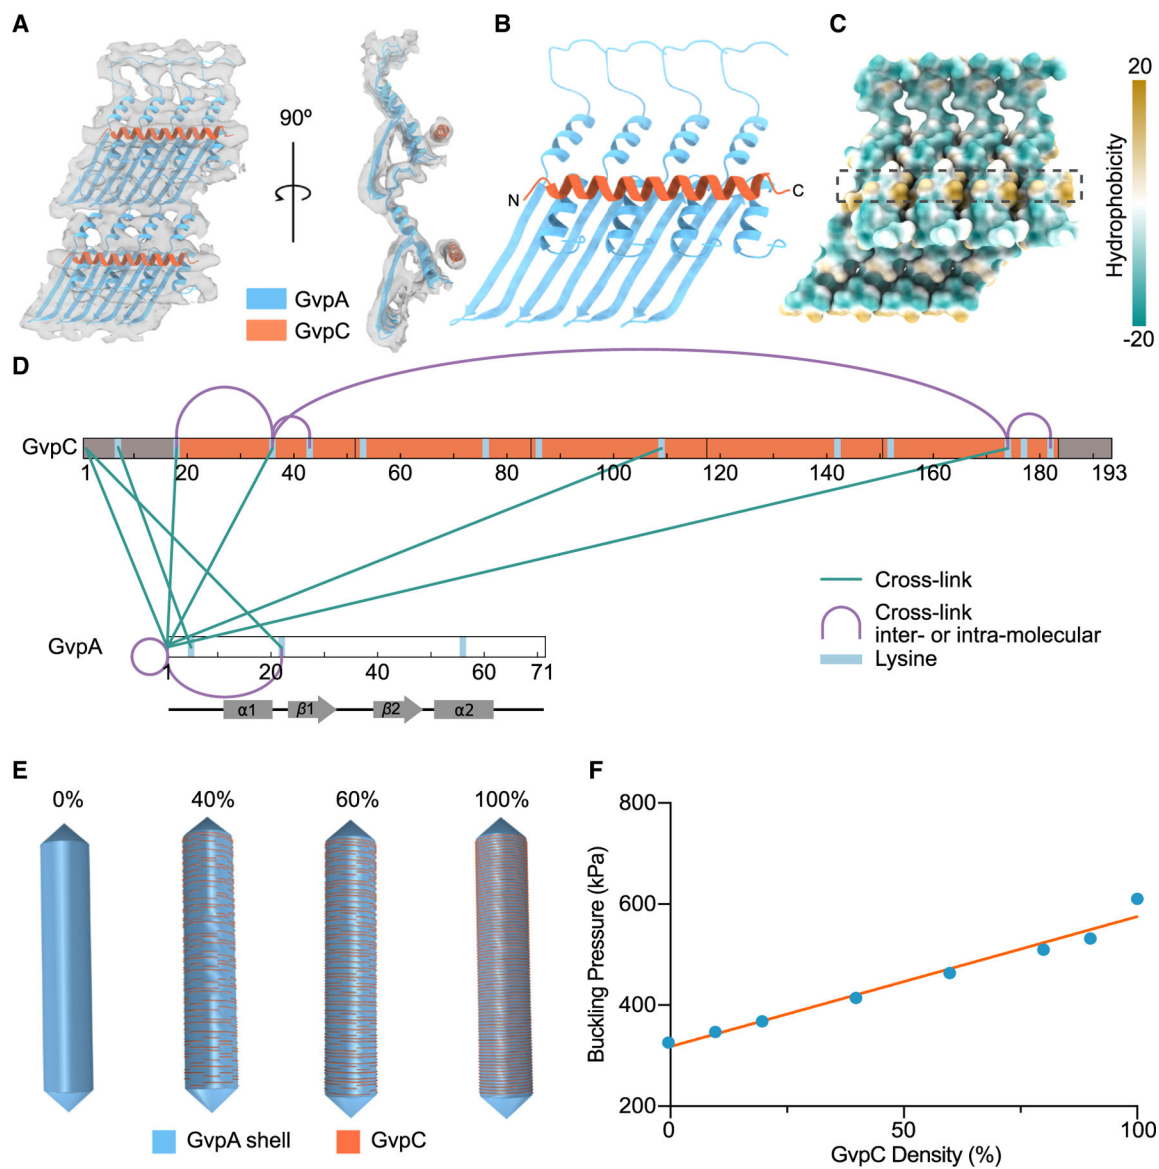 A
B
C
90º
N
C
20
Hydrophobicity
-20
GvpA
GvpC
D
GvpC
1 20 40 60 80 100 120 140 160 180 193
GvpA
1 20 40 60 71
α1 β1 β2 α2
Cross-link
Cross-link
inter- or intra-molecular
Lysine
E
0% 40% 60% 100%
GvpA shell GvpC
F
800
600
400
200
Buckling Pressure (kPa)
0 50 100
GvpC Density (%)